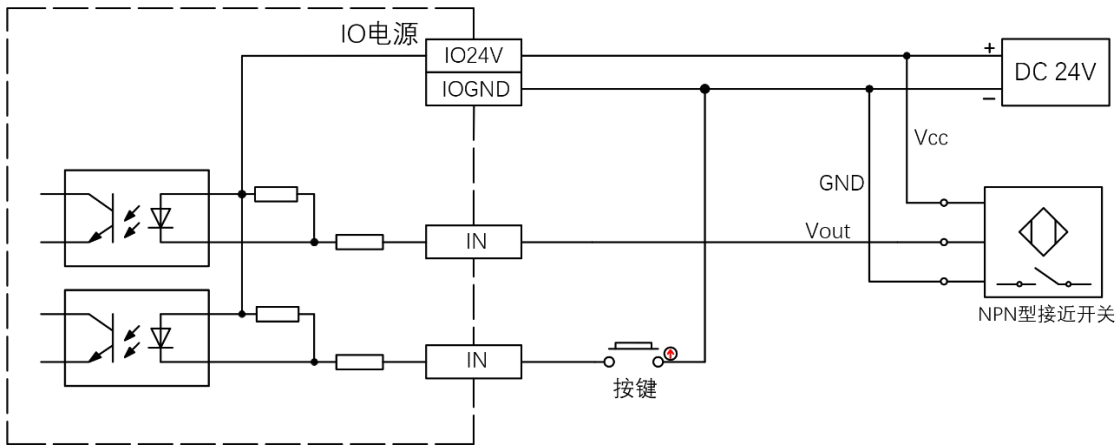 IO电源
IO24V
IOGND
+
DC 24V
−
Vcc
GND
IN
Vout
NPN型接近开关
IN
按键